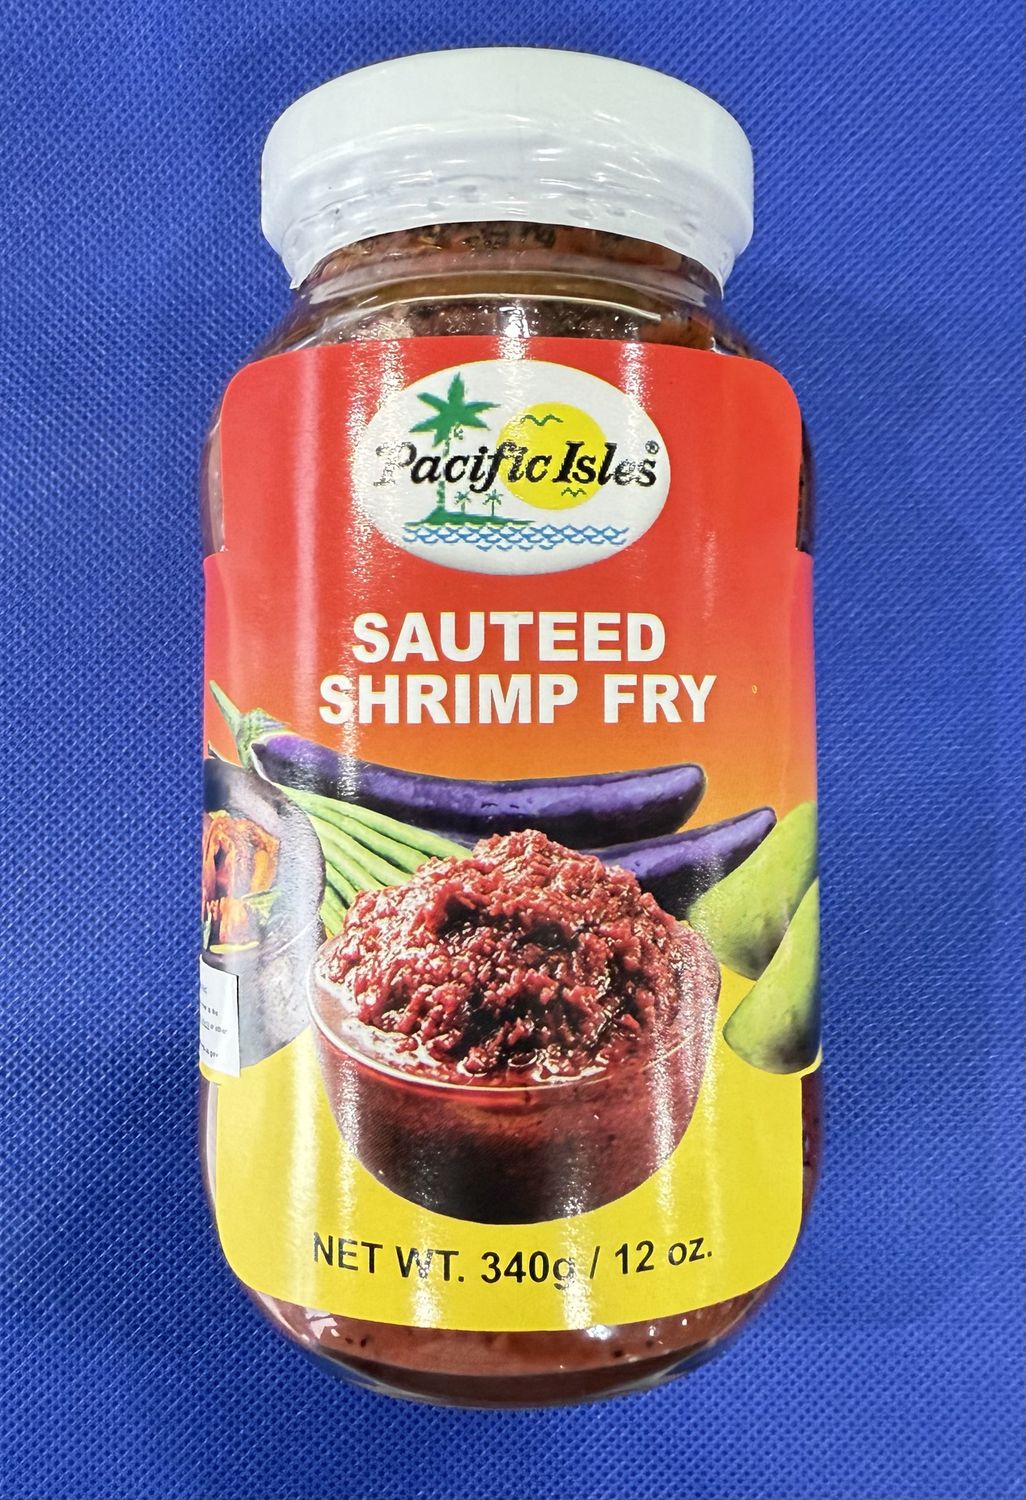 Pacific Isles®
SAUTEED
SHRIMP FRY
NET WT. 340g / 12 oz.